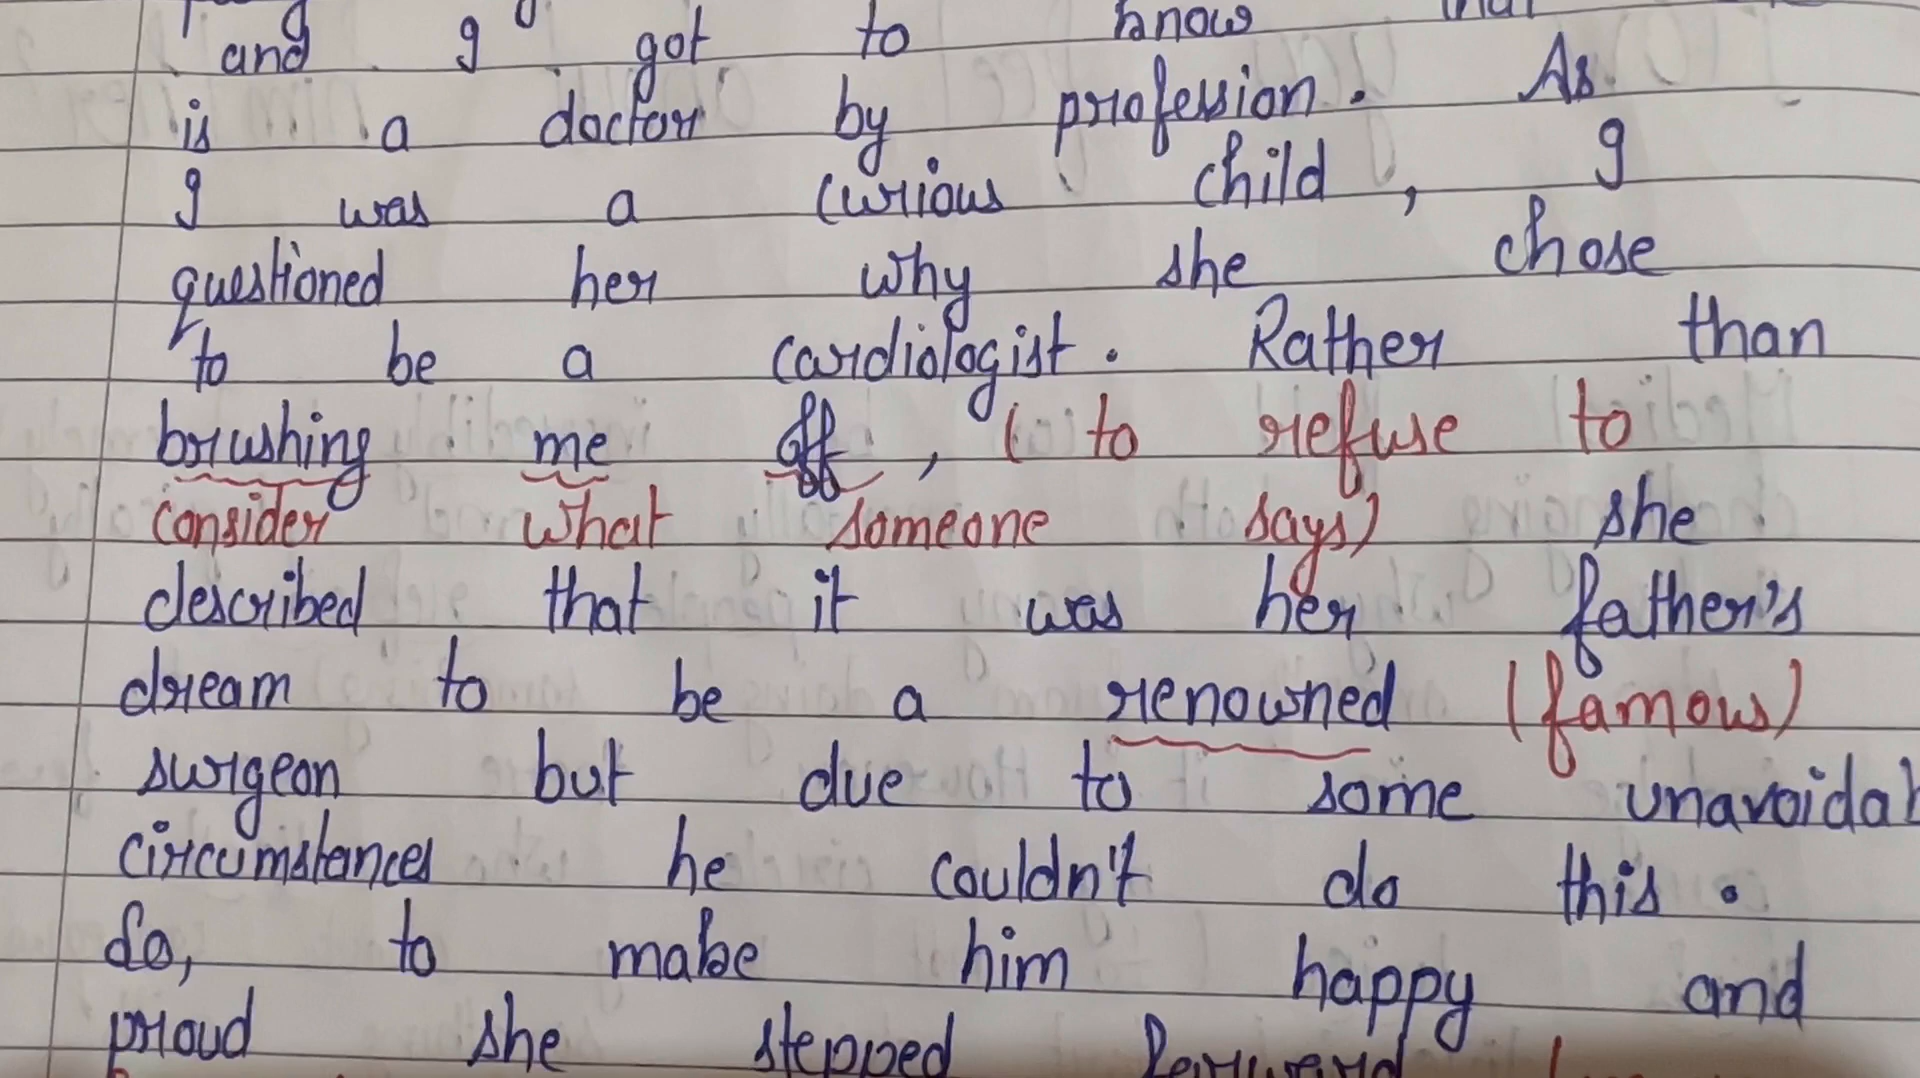 and I got to know that
is a doctor by profession. As
I was a curious child, I
questioned her why she chose
to be a cardiologist. Rather than
brushing me off, (to refuse to
consider what someone says) she
described that it was her father's
dream to be a renowned (famous)
surgeon but due to some unavoidab
circumstances he couldn't do this.
So, to make him happy and
proud she stepped forward (